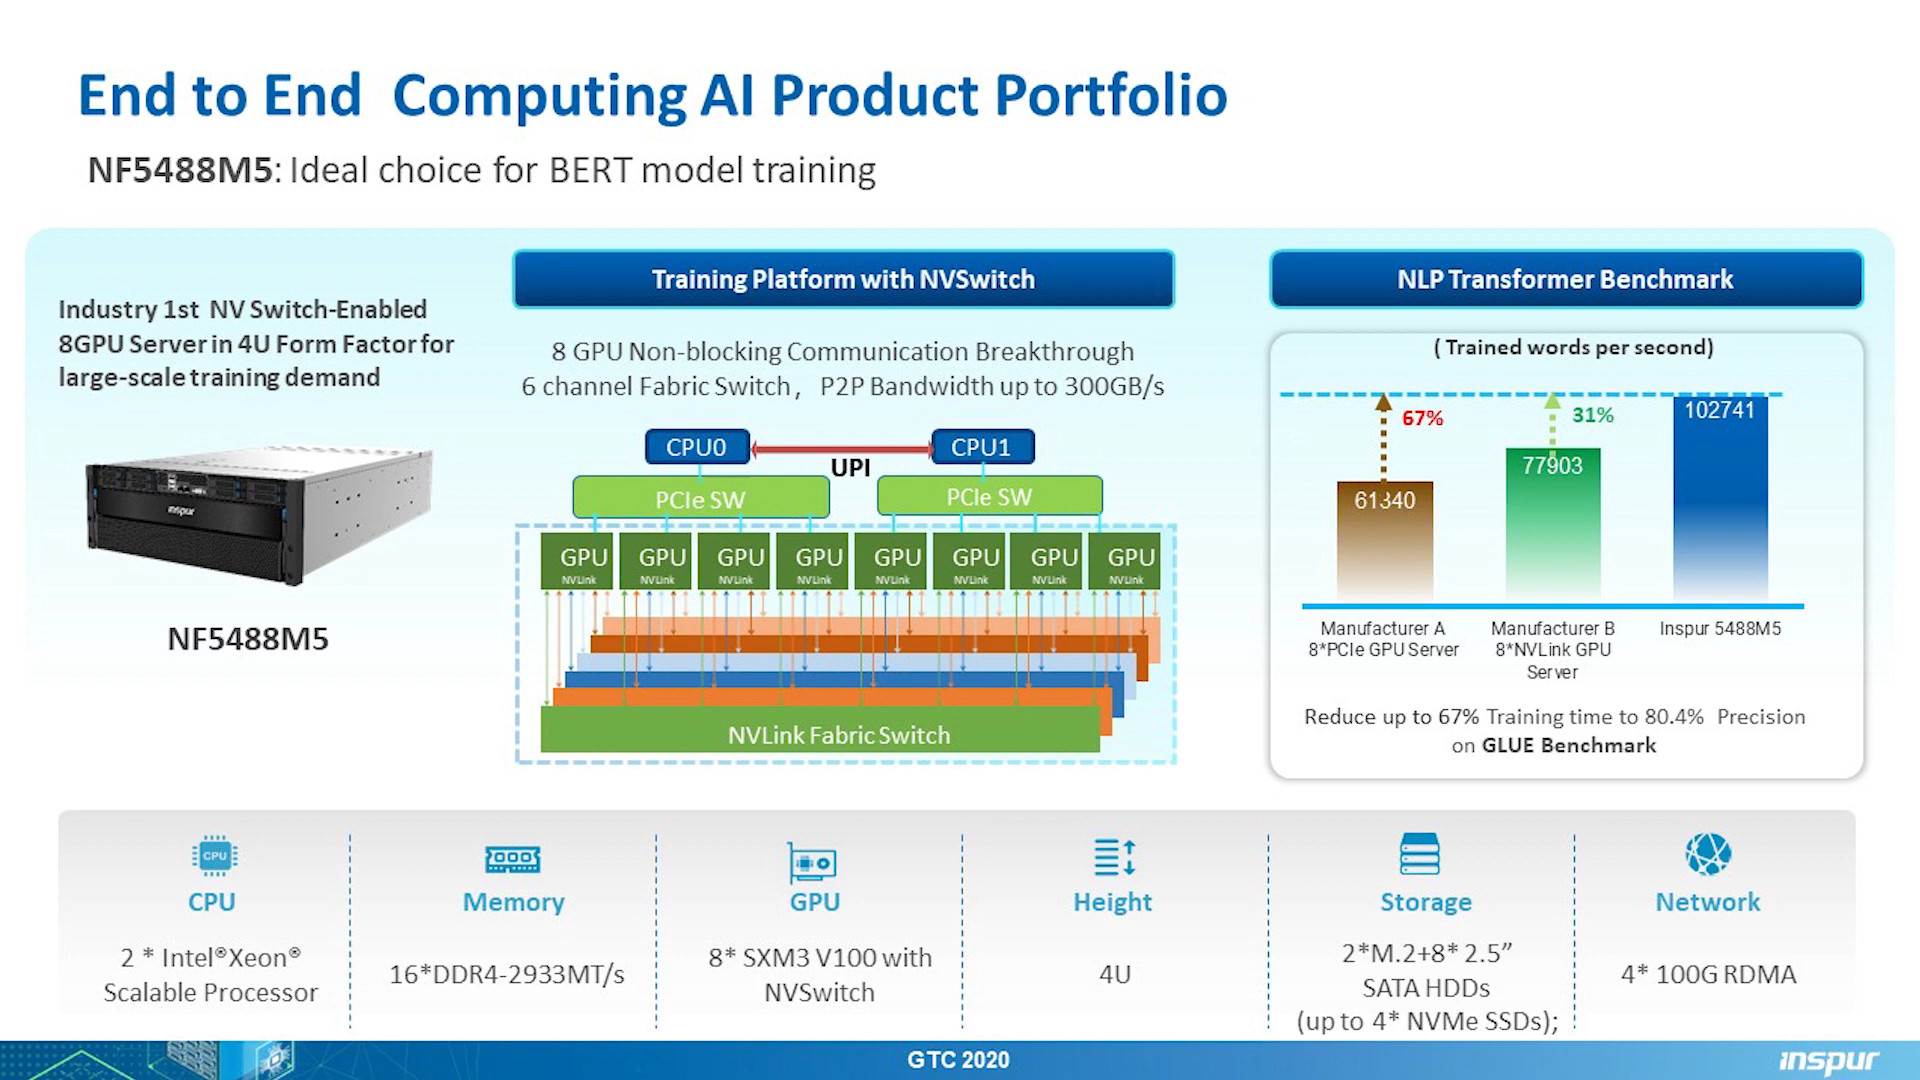 End to End  Computing AI Product Portfolio
NF5488M5: Ideal choice for BERT model training
Industry 1st  NV Switch-Enabled
8GPU Server in 4U Form Factor for
large-scale training demand
inspur
NF5488M5
Training Platform with NVSwitch
8 GPU Non-blocking Communication Breakthrough
6 channel Fabric Switch， P2P Bandwidth up to 300GB/s
CPU0
UPI
CPU1
PCIe SW
PCIe SW
GPU GPU GPU GPU GPU GPU GPU GPU
NVLink NVLink NVLink NVLink NVLink NVLink NVLink NVLink
NVLink Fabric Switch
NLP Transformer Benchmark
( Trained words per second)
67%
31%
102741
77903
61340
Manufacturer A
8*PCIe GPU Server
Manufacturer B
8*NVLink GPU
Server
Inspur 5488M5
Reduce up to 67% Training time to 80.4%  Precision
on GLUE Benchmark
CPU
CPU
2 * Intel®Xeon®
Scalable Processor
Memory
16*DDR4-2933MT/s
GPU
8* SXM3 V100 with
NVSwitch
Height
4U
Storage
2*M.2+8* 2.5”
SATA HDDs
(up to 4* NVMe SSDs);
Network
4* 100G RDMA
GTC 2020
inspur